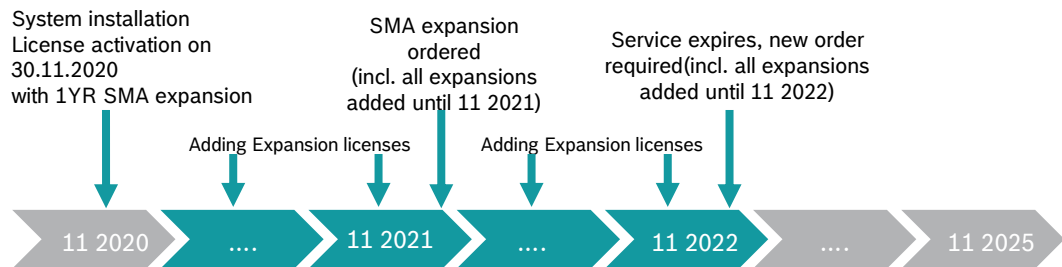 System installation
License activation on
30.11.2020
with 1YR SMA expansion
SMA expansion
ordered
(incl. all expansions
added until 11 2021)
Service expires, new order
required(incl. all expansions
added until 11 2022)
Adding Expansion licenses
Adding Expansion licenses
11 2020
....
11 2021
....
11 2022
....
11 2025